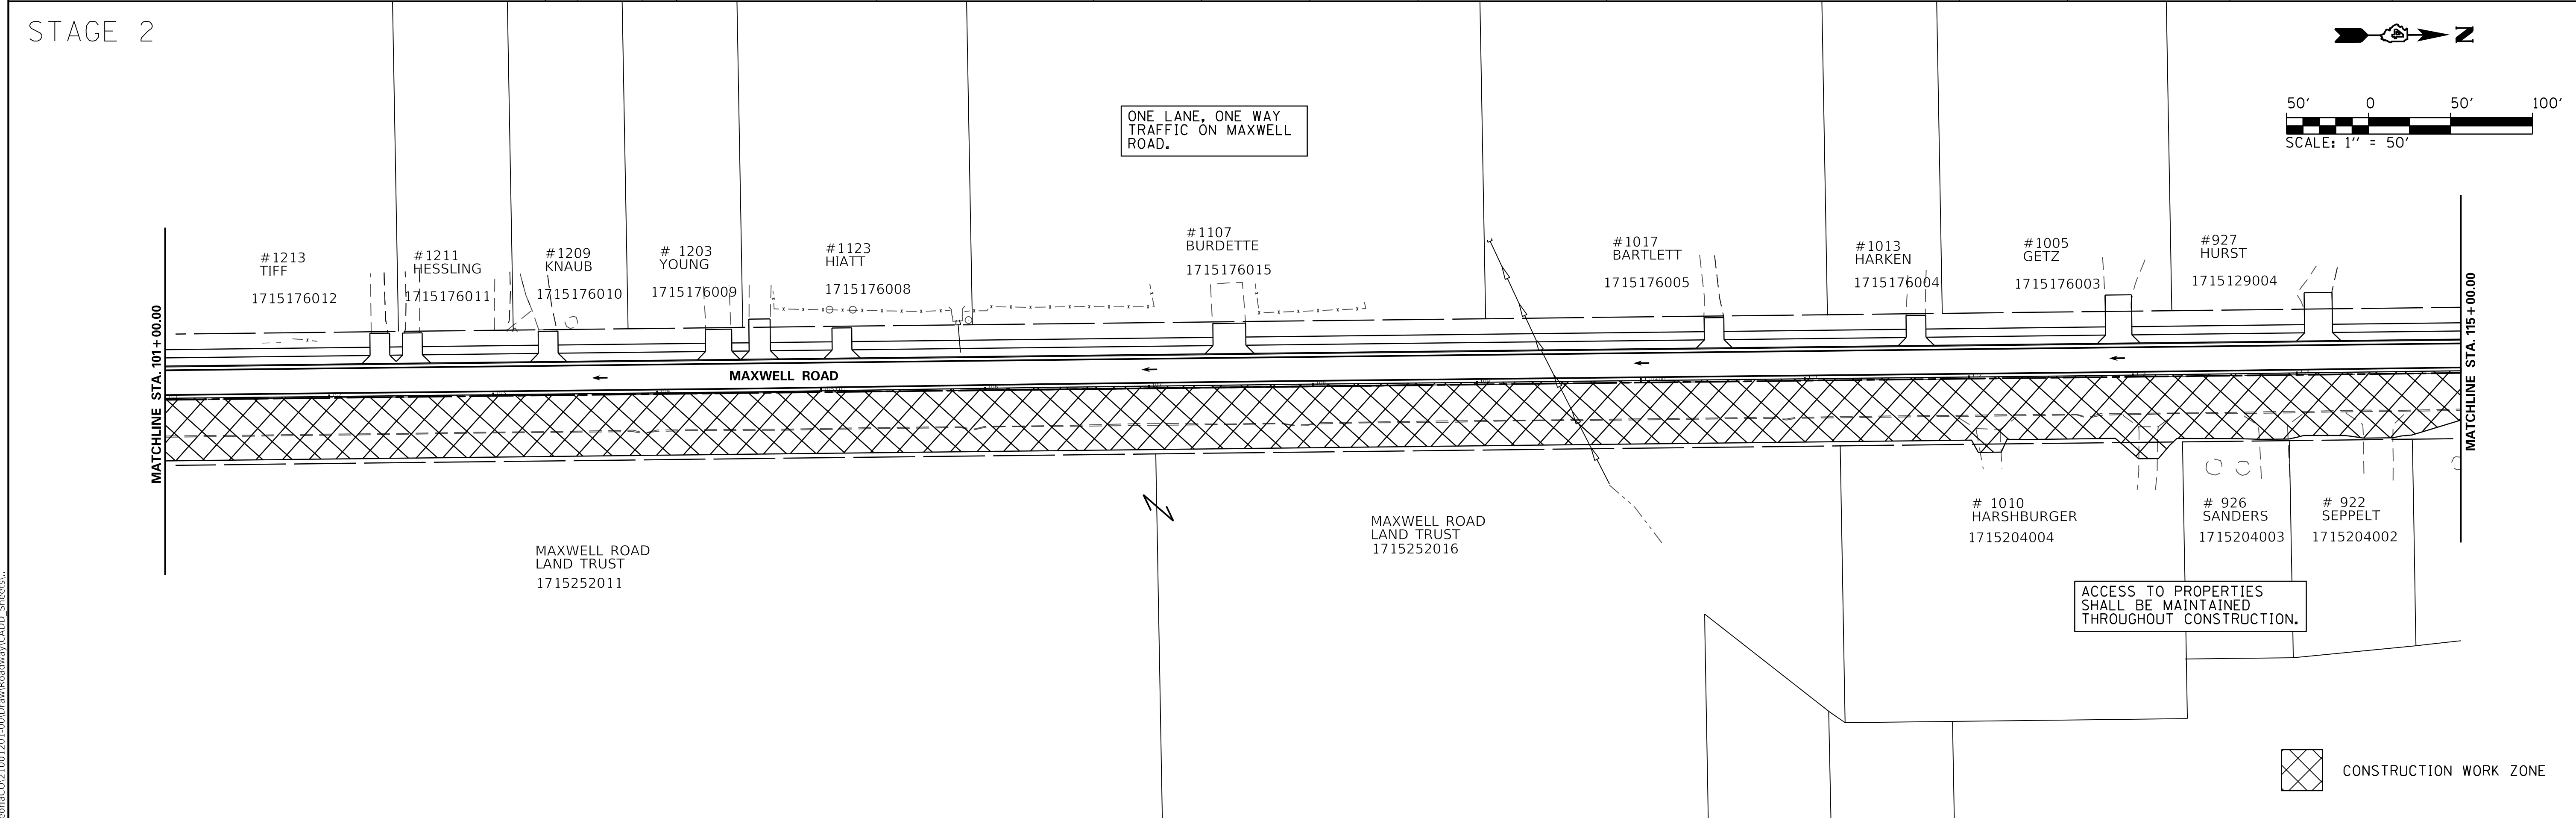 STAGE 2
N
50' 0 50' 100'
SCALE: 1'' = 50'
ONE LANE, ONE WAY
TRAFFIC ON MAXWELL
ROAD.
#1213
TIFF
1715176012
#1211
HESSLING
1715176011
#1209
KNAUB
1715176010
# 1203
YOUNG
1715176009
#1123
HIATT
1715176008
#1107
BURDETTE
1715176015
#1017
BARTLETT
1715176005
#1013
HARKEN
1715176004
#1005
GETZ
1715176003
#927
HURST
1715129004
MATCHLINE STA. 101+00.00
MAXWELL ROAD
MATCHLINE STA. 115+00.00
MAXWELL ROAD
LAND TRUST
1715252011
MAXWELL ROAD
LAND TRUST
1715252016
# 1010
HARSHBURGER
1715204004
# 926
SANDERS
1715204003
# 922
SEPPELT
1715204002
ACCESS TO PROPERTIES
SHALL BE MAINTAINED
THROUGHOUT CONSTRUCTION.
CONSTRUCTION WORK ZONE